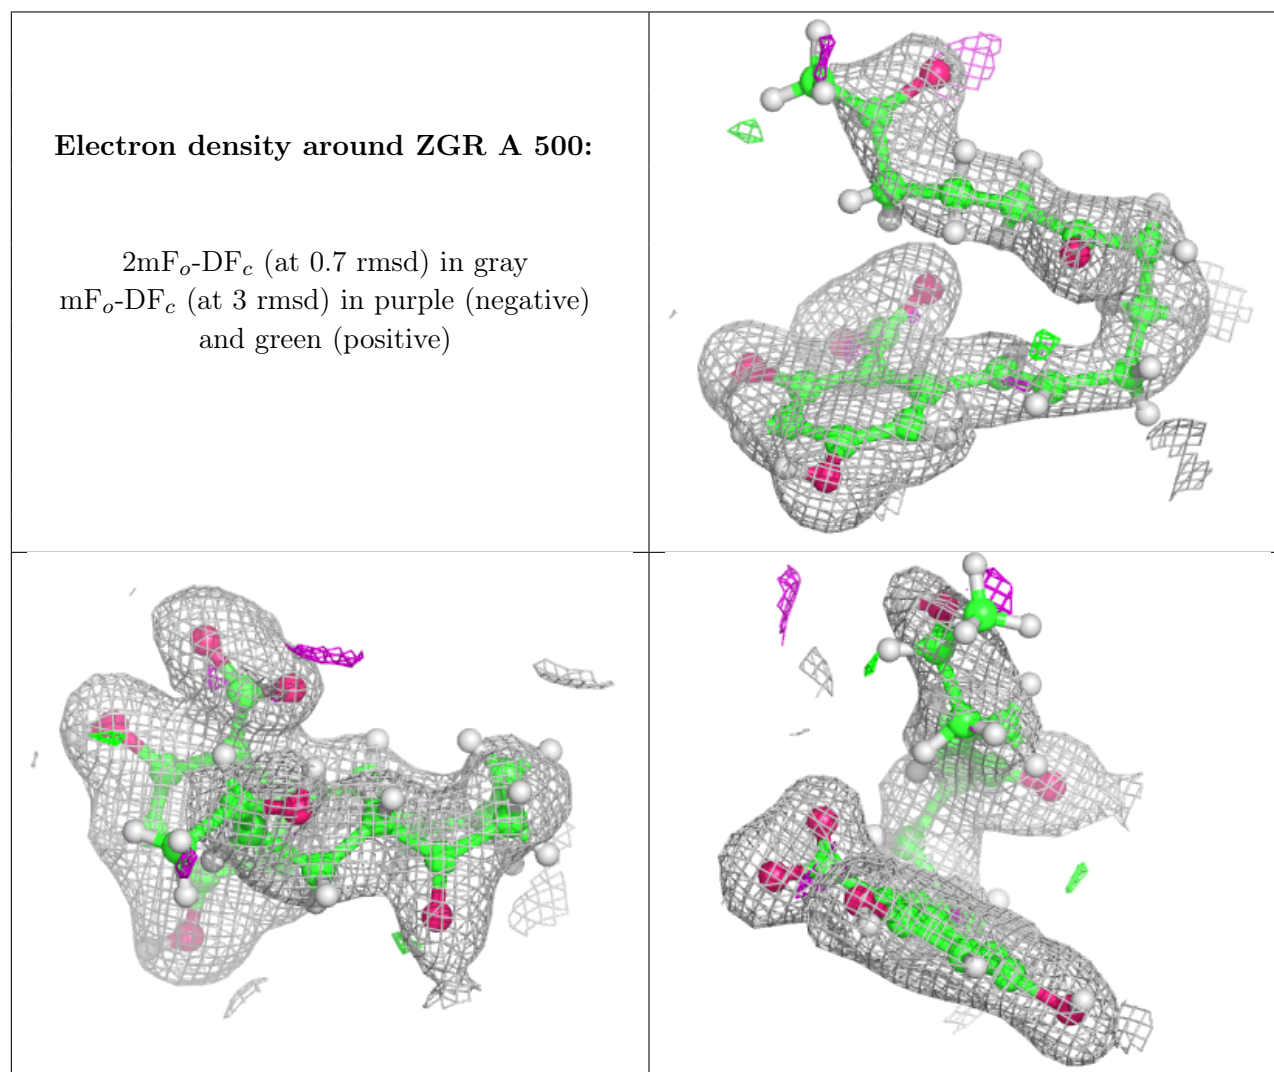 Electron density around ZGR A 500:
2mFo-DFc (at 0.7 rmsd) in gray
mFo-DFc (at 3 rmsd) in purple (negative)
and green (positive)